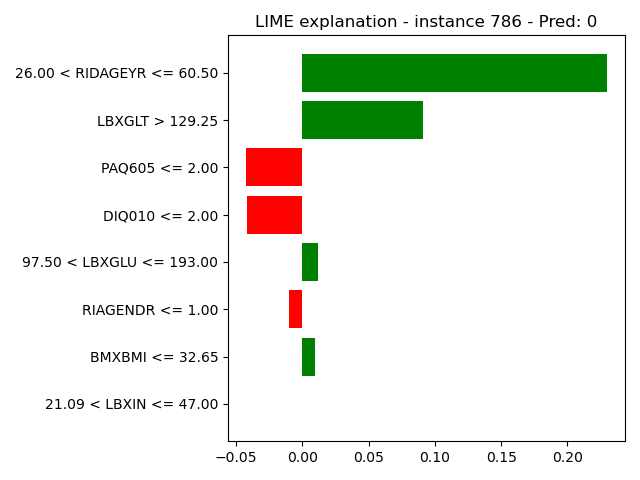 LIME explanation - instance 786 - Pred: 0
26.00 < RIDAGEYR <= 60.50
LBXGLT > 129.25
PAQ605 <= 2.00
DIQ010 <= 2.00
97.50 < LBXGLU <= 193.00
RIAGENDR <= 1.00
BMXBMI <= 32.65
21.09 < LBXIN <= 47.00
−0.05 0.00 0.05 0.10 0.15 0.20